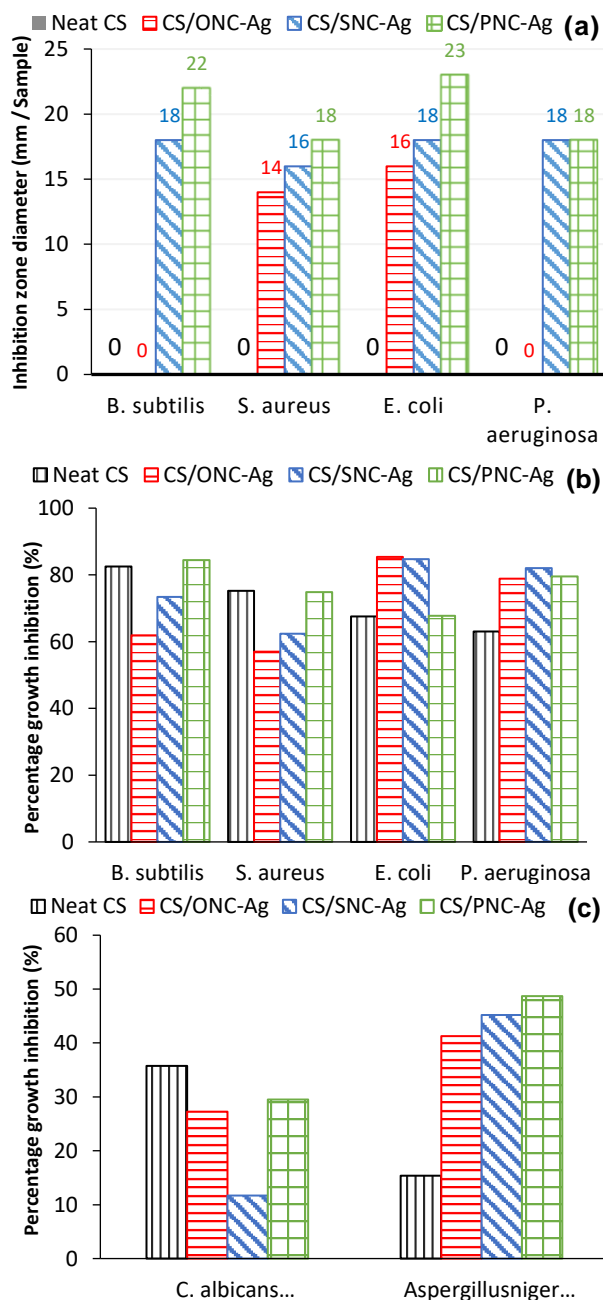 Neat CS CS/ONC-Ag CS/SNC-Ag CS/PNC-Ag (a)
Inhibition zone diameter (mm / Sample)
25
20
15
10
5
0
0 0 18 22
0 14 16 18
0 16 18 23
0 0 18 18
B. subtilis S. aureus E. coli P.
aeruginosa
Neat CS CS/ONC-Ag CS/SNC-Ag CS/PNC-Ag (b)
Percentage growth inhibition (%)
100
80
60
40
20
0
B. subtilis S. aureus E. coli P. aeruginosa
Neat CS CS/ONC-Ag CS/SNC-Ag CS/PNC-Ag (c)
Percentage growth inhibition (%)
60
50
40
30
20
10
0
C. albicans... Aspergillusniger...